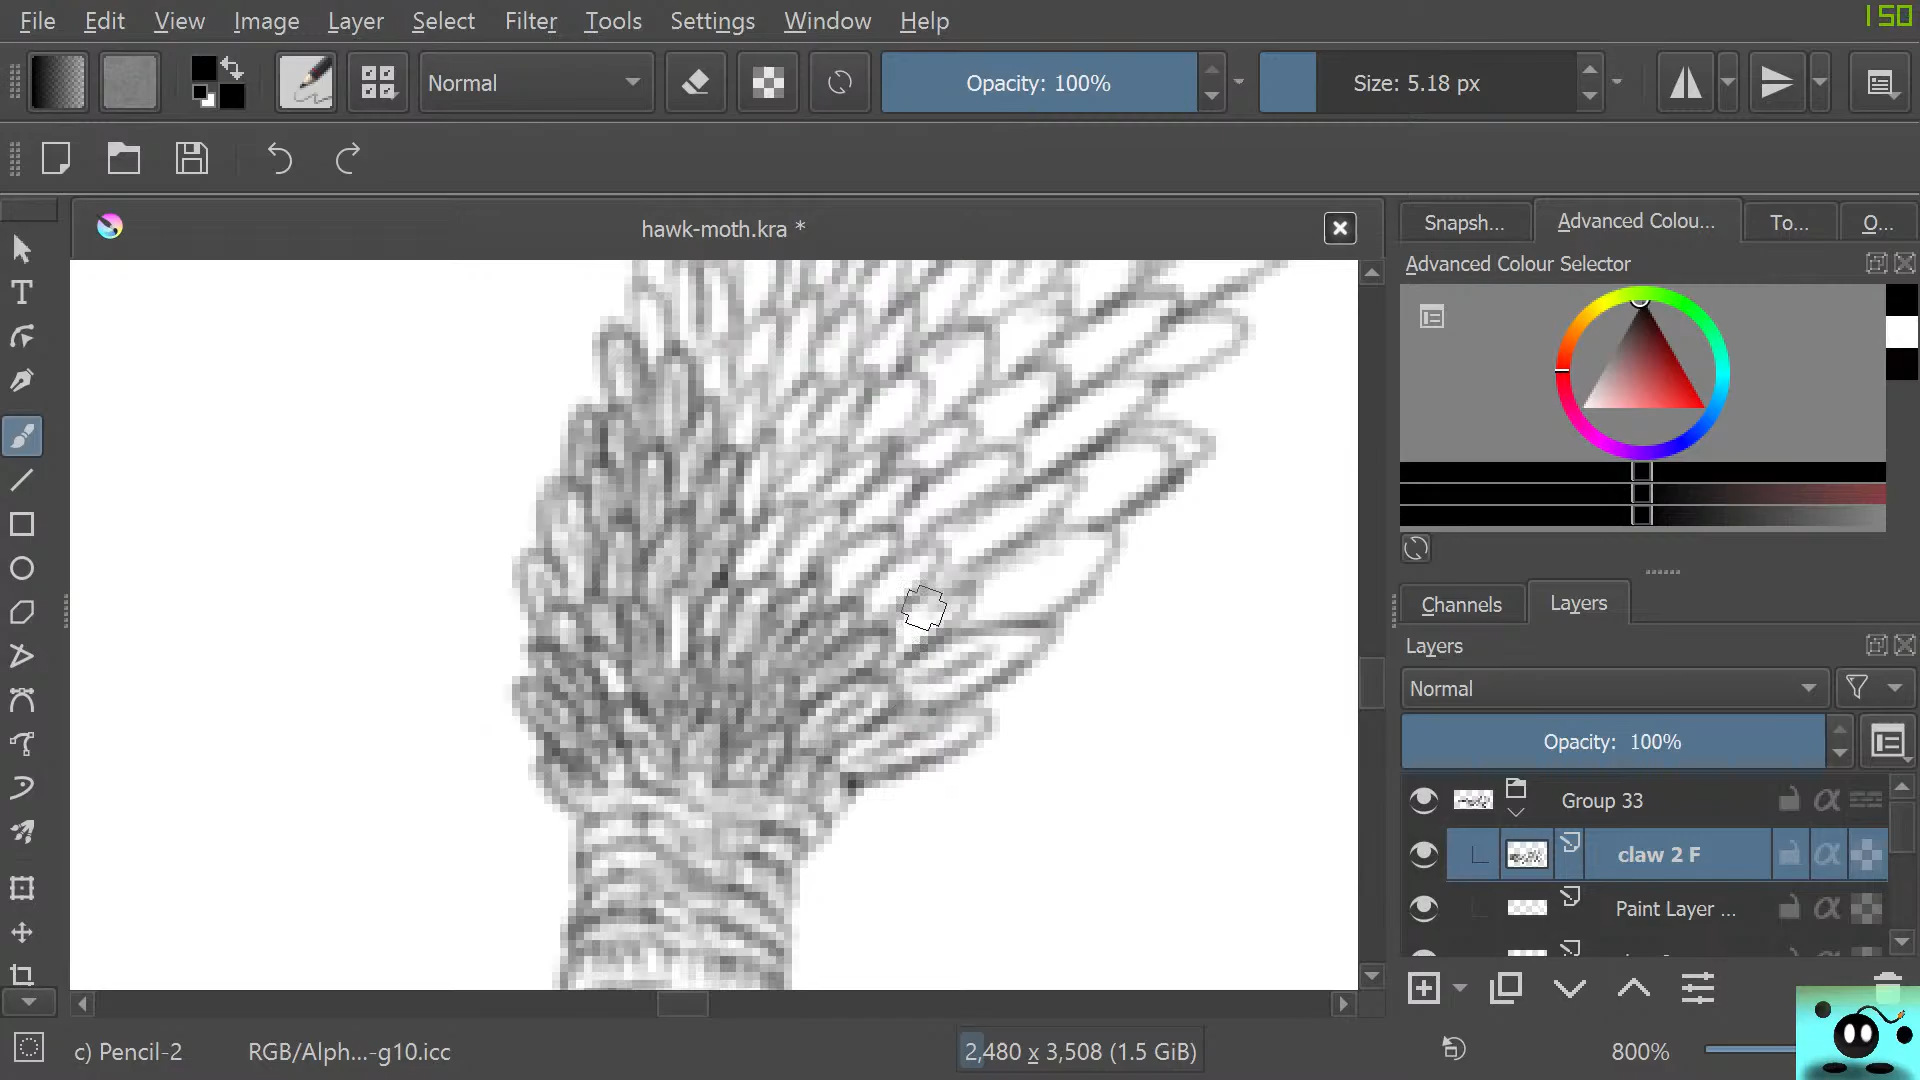 File Edit View Image Layer Select Filter Tools Settings Window Help
150
Normal
Opacity: 100%
Size: 5.18 px
hawk-moth.kra *
Snapsh...
Advanced Colou...
To...
O...
Advanced Colour Selector
Channels
Layers
Layers
Normal
Opacity: 100%
Group 33
claw 2 F
Paint Layer ...
c) Pencil-2
RGB/Alph...-g10.icc
2,480 x 3,508 (1.5 GiB)
800%